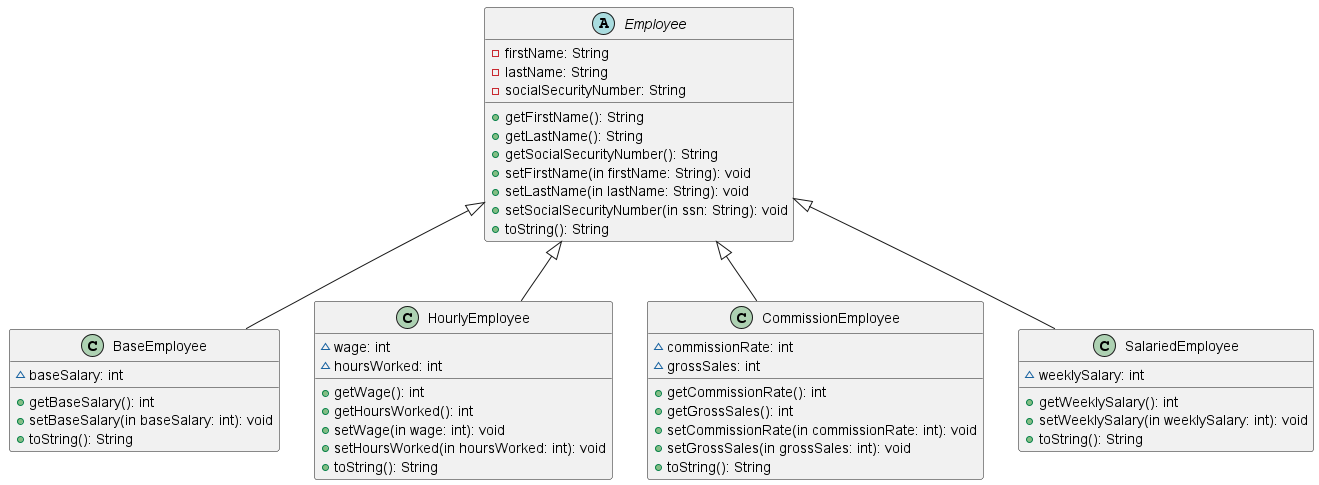 A Employee
firstName: String
lastName: String
socialSecurityNumber: String
getFirstName(): String
getLastName(): String
getSocialSecurityNumber(): String
setFirstName(in firstName: String): void
setLastName(in lastName: String): void
setSocialSecurityNumber(in ssn: String): void
toString(): String
C BaseEmployee
baseSalary: int
getBaseSalary(): int
setBaseSalary(in baseSalary: int): void
toString(): String
C HourlyEmployee
wage: int
hoursWorked: int
getWage(): int
getHoursWorked(): int
setWage(in wage: int): void
setHoursWorked(in hoursWorked: int): void
toString(): String
C CommissionEmployee
commissionRate: int
grossSales: int
getCommissionRate(): int
getGrossSales(): int
setCommissionRate(in commissionRate: int): void
setGrossSales(in grossSales: int): void
toString(): String
C SalariedEmployee
weeklySalary: int
getWeeklySalary(): int
setWeeklySalary(in weeklySalary: int): void
toString(): String